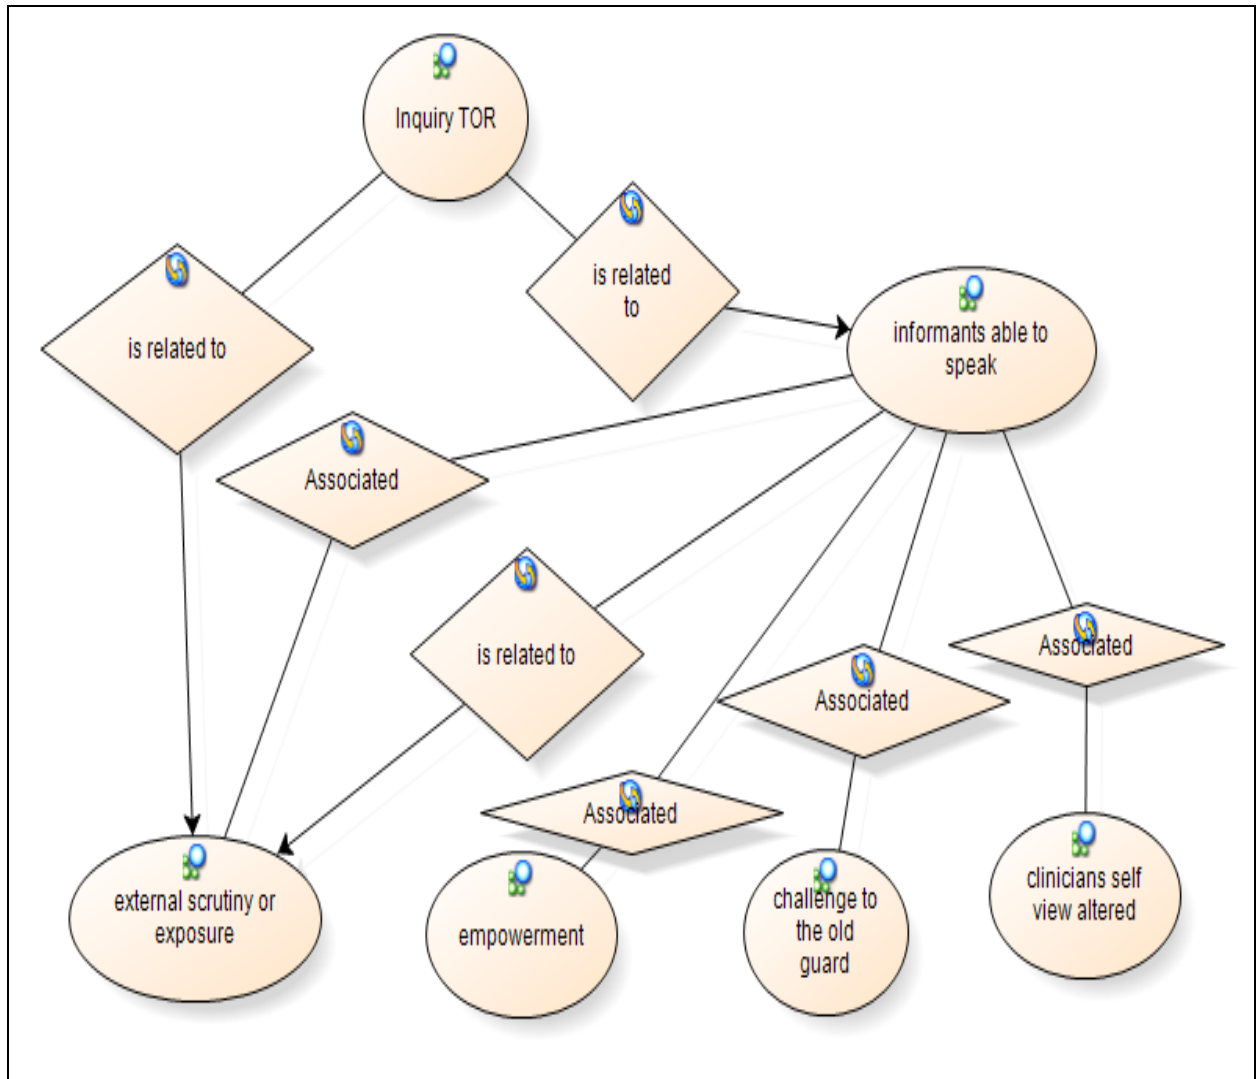 Inquiry TOR
is related
to
is related to
informants able to
speak
Associated
is related to
Associated
Associated
Associated
external scrutiny or
exposure
empowerment
challenge to
the old
guard
clinicians self
view altered